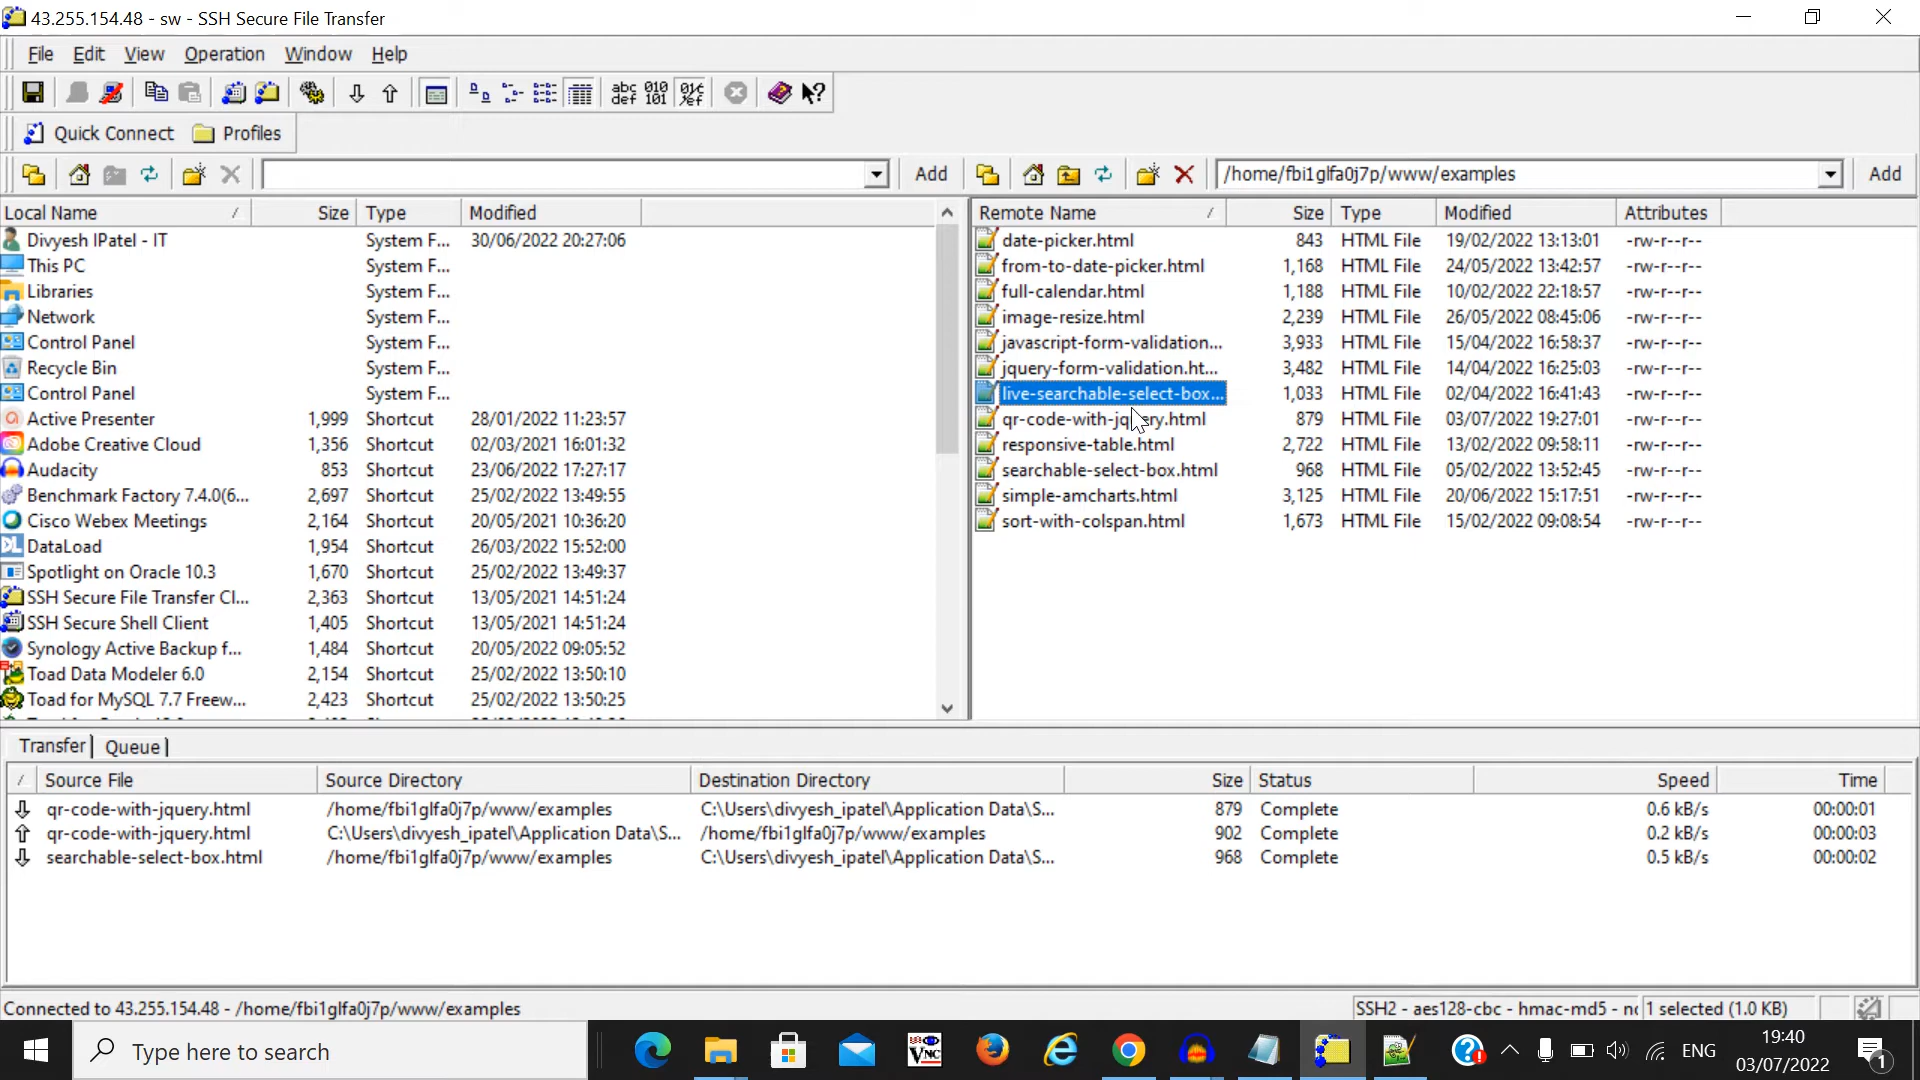 43.255.154.48 - sw - SSH Secure File Transfer
File Edit View Operation Window Help
abc def 010 101
Quick Connect Profiles
Add /home/fbi1glfa0j7p/www/examples Add
Local Name / Size Type Modified
Divyesh IPatel - IT System F... 30/06/2022 20:27:06
This PC System F...
Libraries System F...
Network System F...
Control Panel System F...
Recycle Bin System F...
Control Panel System F...
Active Presenter 1,999 Shortcut 28/01/2022 11:23:57
Adobe Creative Cloud 1,356 Shortcut 02/03/2021 16:01:32
Audacity 853 Shortcut 23/06/2022 17:27:17
Benchmark Factory 7.4.0(6... 2,697 Shortcut 25/02/2022 13:49:55
Cisco Webex Meetings 2,164 Shortcut 20/05/2021 10:36:20
DataLoad 1,954 Shortcut 26/03/2022 15:52:00
Spotlight on Oracle 10.3 1,670 Shortcut 25/02/2022 13:49:37
SSH Secure File Transfer Cl... 2,363 Shortcut 13/05/2021 14:51:24
SSH Secure Shell Client 1,405 Shortcut 13/05/2021 14:51:24
Synology Active Backup f... 1,484 Shortcut 20/05/2022 09:05:52
Toad Data Modeler 6.0 2,154 Shortcut 25/02/2022 13:50:10
Toad for MySQL 7.7 Freew... 2,423 Shortcut 25/02/2022 13:50:25
Remote Name / Size Type Modified Attributes
date-picker.html 843 HTML File 19/02/2022 13:13:01 -rw-r--r--
from-to-date-picker.html 1,168 HTML File 24/05/2022 13:42:57 -rw-r--r--
full-calendar.html 1,188 HTML File 10/02/2022 22:18:57 -rw-r--r--
image-resize.html 2,239 HTML File 26/05/2022 08:45:06 -rw-r--r--
javascript-form-validation... 3,933 HTML File 15/04/2022 16:58:37 -rw-r--r--
jquery-form-validation.ht... 3,482 HTML File 14/04/2022 16:25:03 -rw-r--r--
live-searchable-select-box... 1,033 HTML File 02/04/2022 16:41:43 -rw-r--r--
qr-code-with-jquery.html 879 HTML File 03/07/2022 19:27:01 -rw-r--r--
responsive-table.html 2,722 HTML File 13/02/2022 09:58:11 -rw-r--r--
searchable-select-box.html 968 HTML File 05/02/2022 13:52:45 -rw-r--r--
simple-amcharts.html 3,125 HTML File 20/06/2022 15:17:51 -rw-r--r--
sort-with-colspan.html 1,673 HTML File 15/02/2022 09:08:54 -rw-r--r--
Transfer Queue
/ Source File Source Directory Destination Directory Size Status Speed Time
qr-code-with-jquery.html /home/fbi1glfa0j7p/www/examples C:\Users\divyesh_ipatel\Application Data\S... 879 Complete 0.6 kB/s 00:00:01
qr-code-with-jquery.html C:\Users\divyesh_ipatel\Application Data\S... /home/fbi1glfa0j7p/www/examples 902 Complete 0.2 kB/s 00:00:03
searchable-select-box.html /home/fbi1glfa0j7p/www/examples C:\Users\divyesh_ipatel\Application Data\S... 968 Complete 0.5 kB/s 00:00:02
Connected to 43.255.154.48 - /home/fbi1glfa0j7p/www/examples SSH2 - aes128-cbc - hmac-md5 - 1 selected (1.0 KB)
Type here to search VNC ENG 19:40
03/07/2022 1